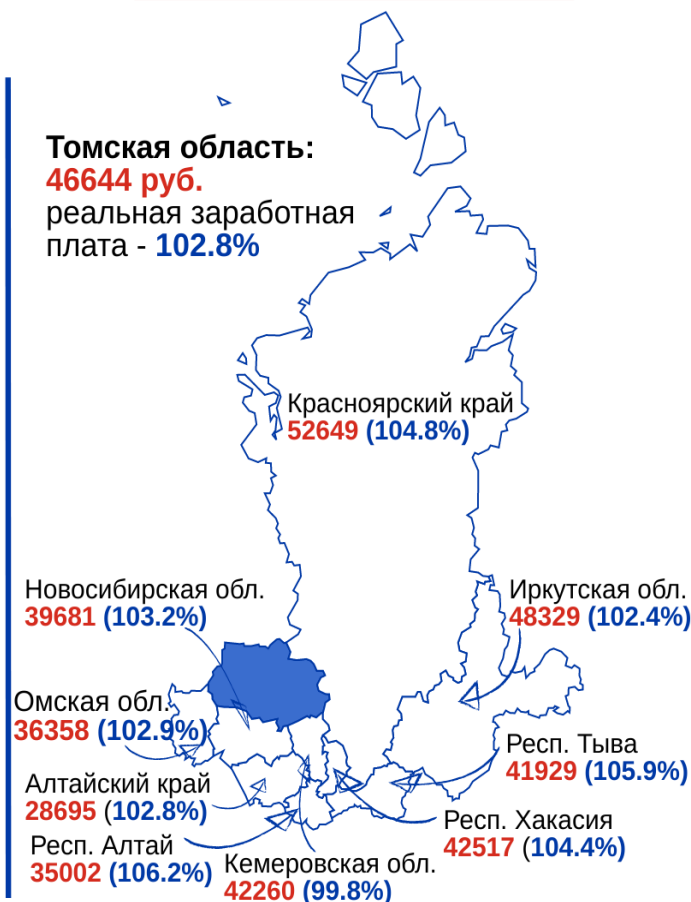 Томская область:
46644 руб.
реальная заработная
плата - 102.8%
Красноярский край
52649 (104.8%)
Новосибирская обл.
39681 (103.2%)
Иркутская обл.
48329 (102.4%)
Омская обл.
36358 (102.9%)
Респ. Тыва
41929 (105.9%)
Алтайский край
28695 (102.8%)
Респ. Хакасия
42517 (104.4%)
Респ. Алтай
35002 (106.2%)
Кемеровская обл.
42260 (99.8%)